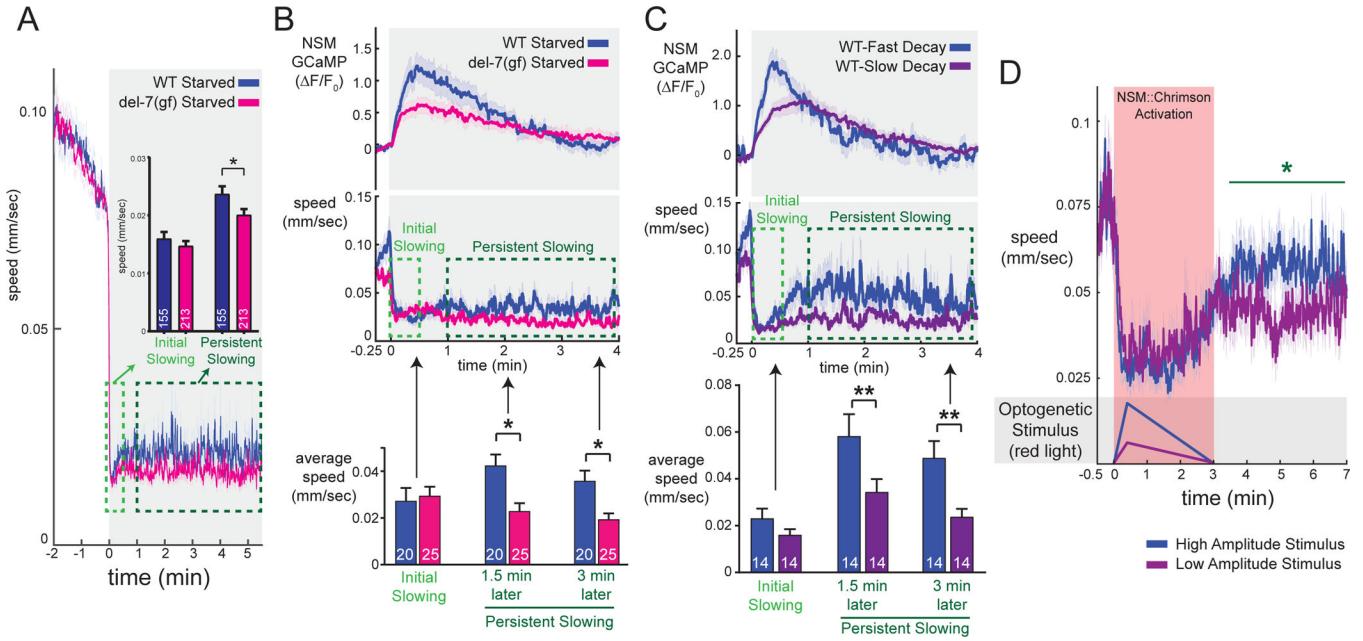 A
WT Starved
del-7(gf) Starved
0.10
0.05
0
speed (mm/sec)
0.03
0.02
0.01
0
speed (mm/sec)
*
155
213
155
213
Initial
Slowing
Persistent
Slowing
-2
-1
0
1
2
3
4
5
time (min)
B
NSM
GCaMP
(ΔF/F0)
WT Starved
del-7(gf) Starved
1.5
1.0
0.5
0
speed
(mm/sec)
0.15
0.10
0.05
0
Initial
Slowing
Persistent Slowing
-0.25
0
1
2
3
4
time (min)
average
speed
(mm/sec)
0.04
0.02
0.00
*
*
20
25
20
25
20
25
Initial
Slowing
1.5 min
later
3 min
later
Persistent Slowing
C
NSM
GCaMP
(ΔF/F0)
WT-Fast Decay
WT-Slow Decay
2.0
1.0
0
speed
(mm/sec)
0.15
0.10
0.05
0
Initial
Slowing
Persistent Slowing
-0.25
0
1
2
3
4
time (min)
average
speed
(mm/sec)
0.08
0.06
0.04
0.02
0.00
**
**
14
14
14
14
14
14
Initial
Slowing
1.5 min
later
3 min
later
Persistent Slowing
D
NSM::Chrimson
Activation
*
0.1
0.075
0.05
0.025
speed
(mm/sec)
Optogenetic
Stimulus
(red light)
-.5
0
1
2
3
4
5
6
7
time (min)
High Amplitude Stimulus
Low Amplitude Stimulus